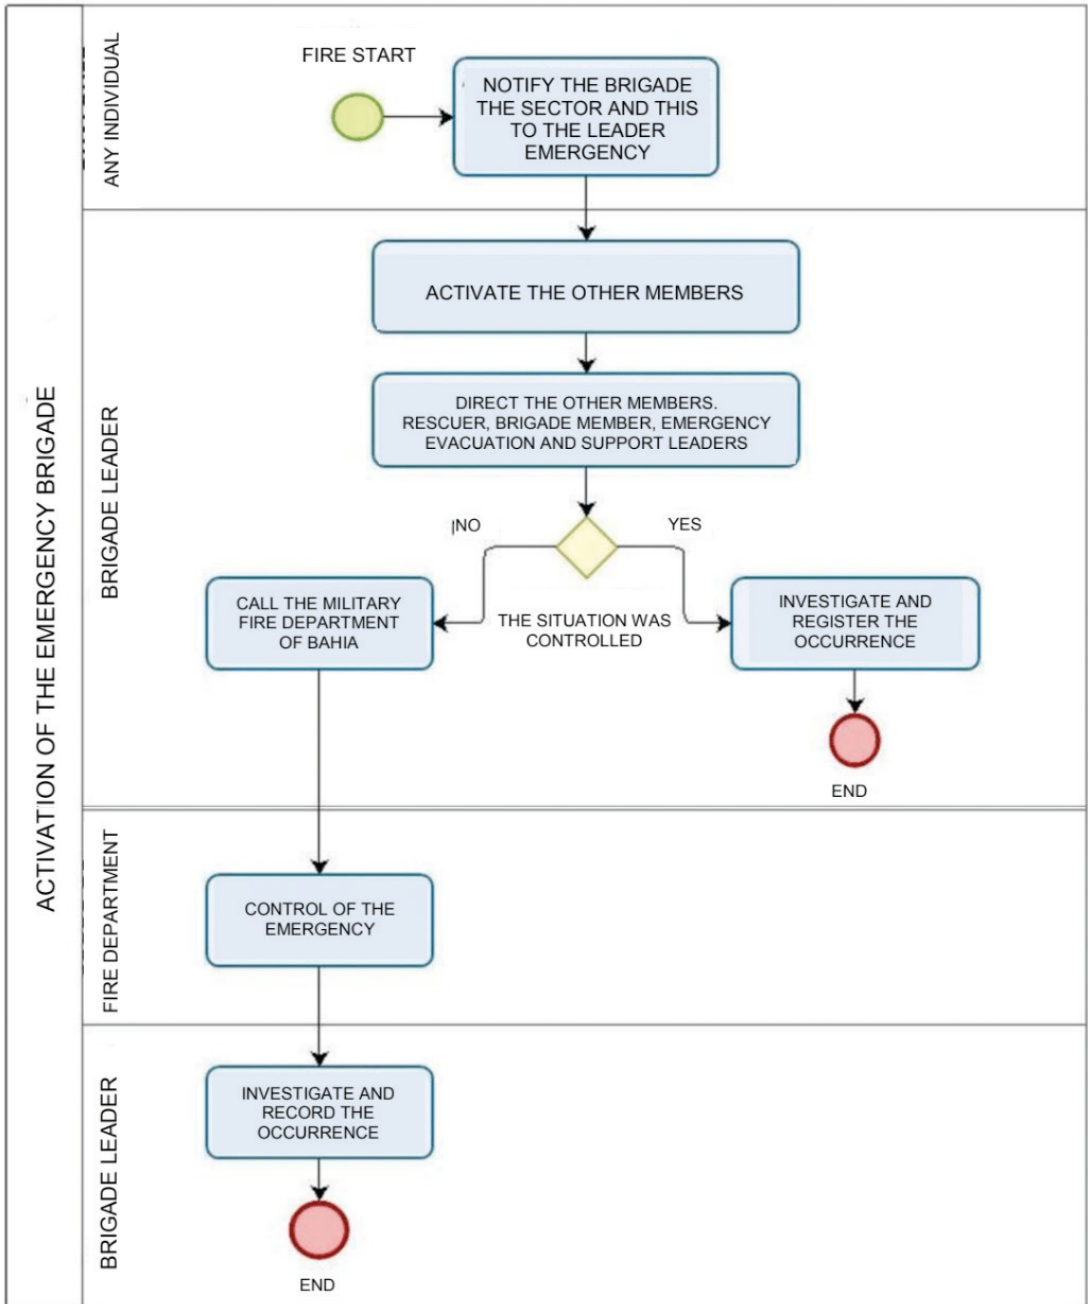 ACTIVATION OF THE EMERGENCY BRIGADE
ANY INDIVIDUAL
FIRE START
NOTIFY THE BRIGADE
THE SECTOR AND THIS
TO THE LEADER
EMERGENCY
BRIGADE LEADER
ACTIVATE THE OTHER MEMBERS
DIRECT THE OTHER MEMBERS.
RESCUER, BRIGADE MEMBER, EMERGENCY
EVACUATION AND SUPPORT LEADERS
NO
YES
THE SITUATION WAS
CONTROLLED
CALL THE MILITARY
FIRE DEPARTMENT
OF BAHIA
INVESTIGATE AND
REGISTER THE
OCCURRENCE
END
FIRE DEPARTMENT
CONTROL OF THE
EMERGENCY
BRIGADE LEADER
INVESTIGATE AND
RECORD THE
OCCURRENCE
END